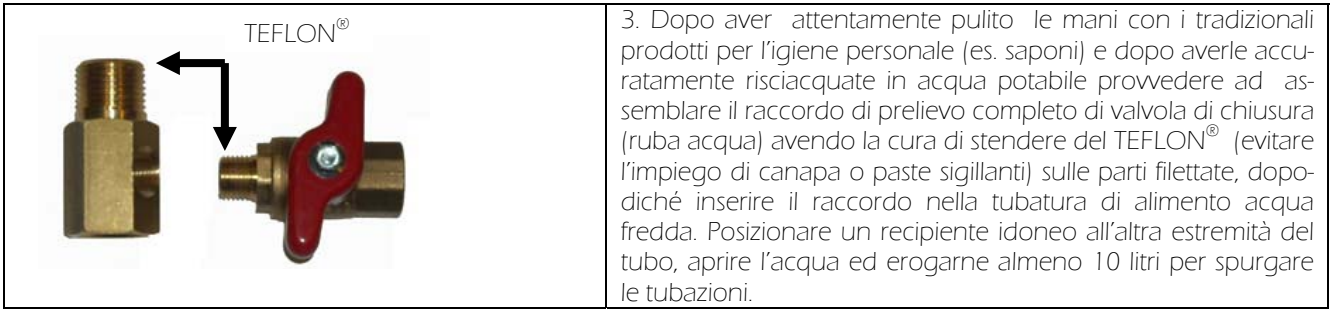 TEFLON®
3. Dopo aver attentamente pulito le mani con i tradizionali
prodotti per l'igiene personale (es. saponi) e dopo averle accu-
ratamente risciacquate in acqua potabile provvedere ad as-
semblare il raccordo di prelievo completo di valvola di chiusura
(ruba acqua) avendo la cura di stendere del TEFLON® (evitare
l'impiego di canapa o paste sigillanti) sulle parti filettate, dopo-
diché inserire il raccordo nella tubatura di alimento acqua
fredda. Posizionare un recipiente idoneo all'altra estremità del
tubo, aprire l'acqua ed erogarne almeno 10 litri per spurgare
le tubazioni.